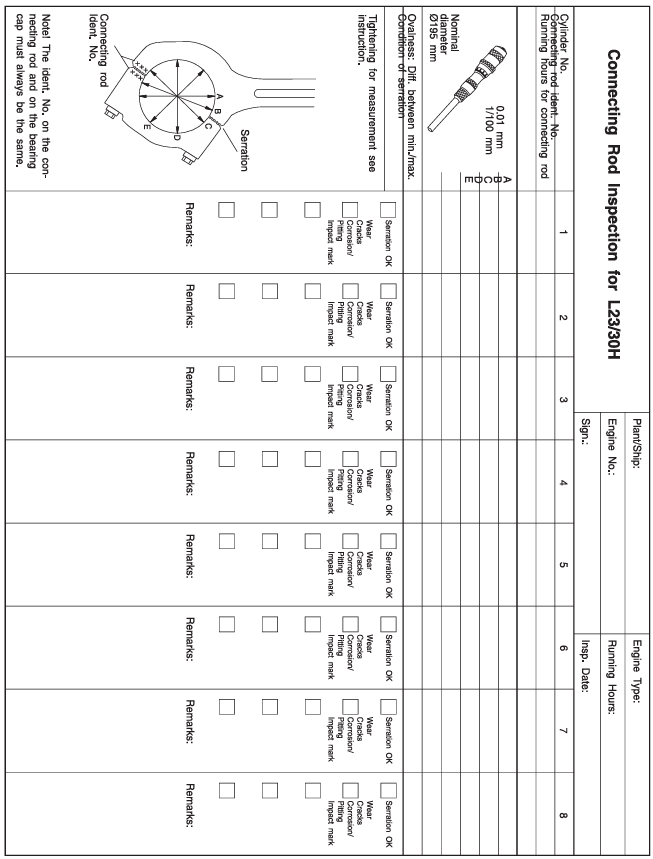 Connecting Rod Inspection for L23/30H
Plant/Ship:
Engine Type:
Engine No.:
Running Hours:
Sign.:
Insp. Date:
Cylinder No.
1 2 3 4 5 6 7 8
Connecting rod ident. No.
Running hours for connecting rod
0.01 mm
1/100 mm
Nominal
diameter
Ø195 mm
A
B
C
D
E
Ovalness: Diff. between min./max.
Condition of serration
Tightening for measurement see
instruction.
Serration
A
B
C
D
E
Connecting rod
ident. No.
xxx
xxx
Note! The ident. No. on the con-
necting rod and on the bearing
cap must always be the same.
Serration OK
Wear
Cracks
Corrosion/
Pitting
Impact mark
Remarks:
Serration OK
Wear
Cracks
Corrosion/
Pitting
Impact mark
Remarks:
Serration OK
Wear
Cracks
Corrosion/
Pitting
Impact mark
Remarks:
Serration OK
Wear
Cracks
Corrosion/
Pitting
Impact mark
Remarks:
Serration OK
Wear
Cracks
Corrosion/
Pitting
Impact mark
Remarks:
Serration OK
Wear
Cracks
Corrosion/
Pitting
Impact mark
Remarks:
Serration OK
Wear
Cracks
Corrosion/
Pitting
Impact mark
Remarks:
Serration OK
Wear
Cracks
Corrosion/
Pitting
Impact mark
Remarks: